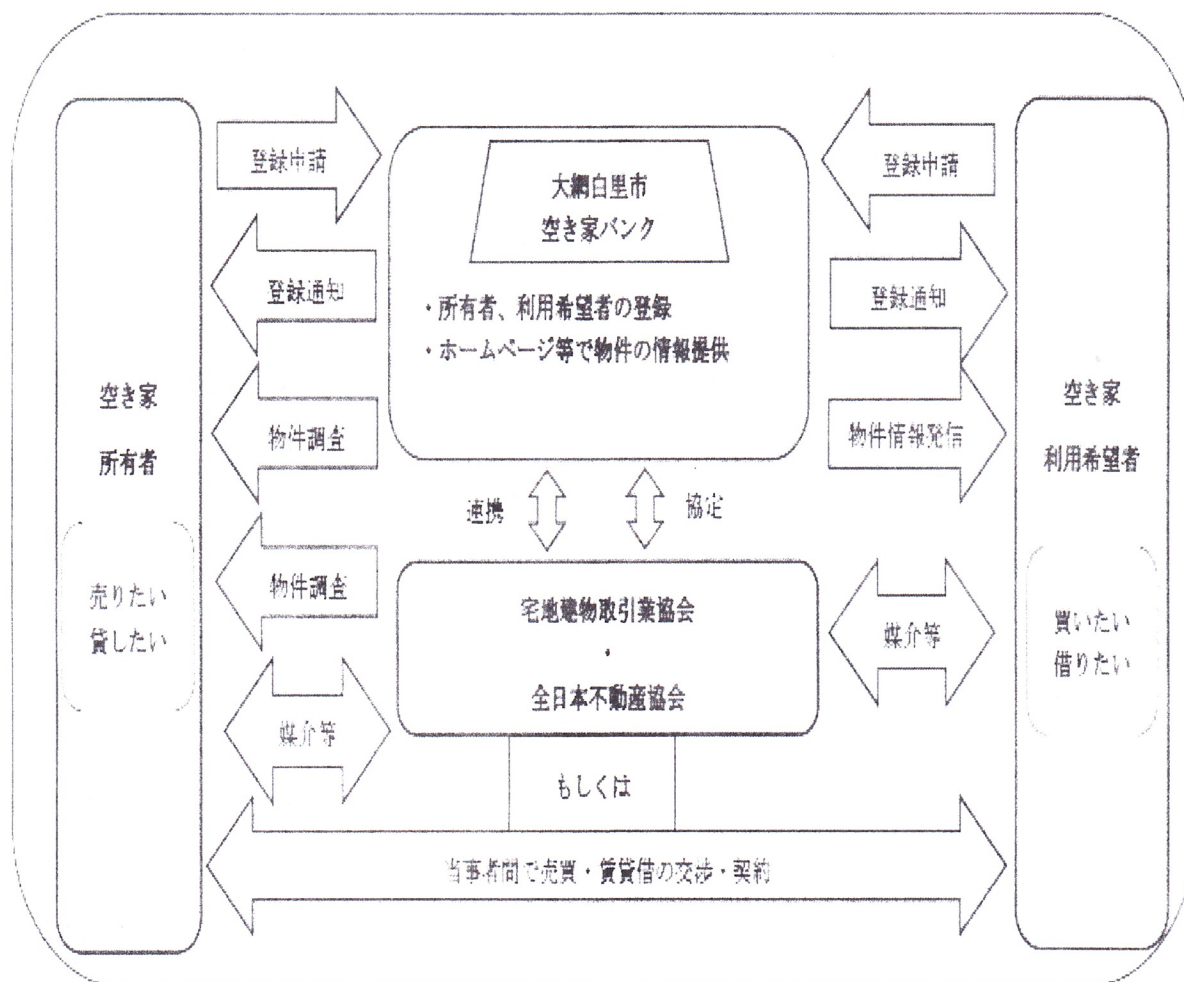 空き家
所有者
売りたい
貸したい
登録申請
登録通知
物件調査
物件調査
媒介等
大網白里市
空き家バンク
・所有者、利用希望者の登録
・ホームページ等で物件の情報提供
連携
協定
宅地建物取引業協会
・
全日本不動産協会
もしくは
当事者間で売買・賃貸借の交渉・契約
登録申請
登録通知
物件情報発信
媒介等
空き家
利用希望者
買いたい
借りたい